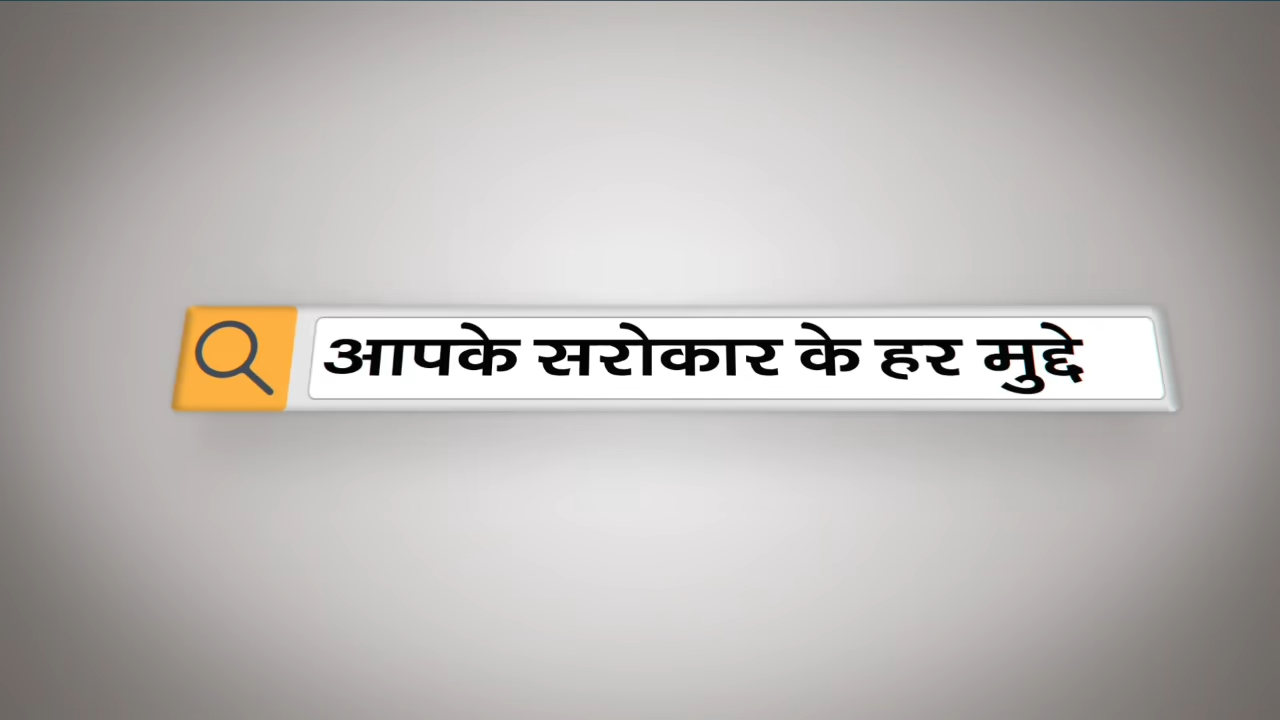 आपके सरोकार के हर मुद्दे